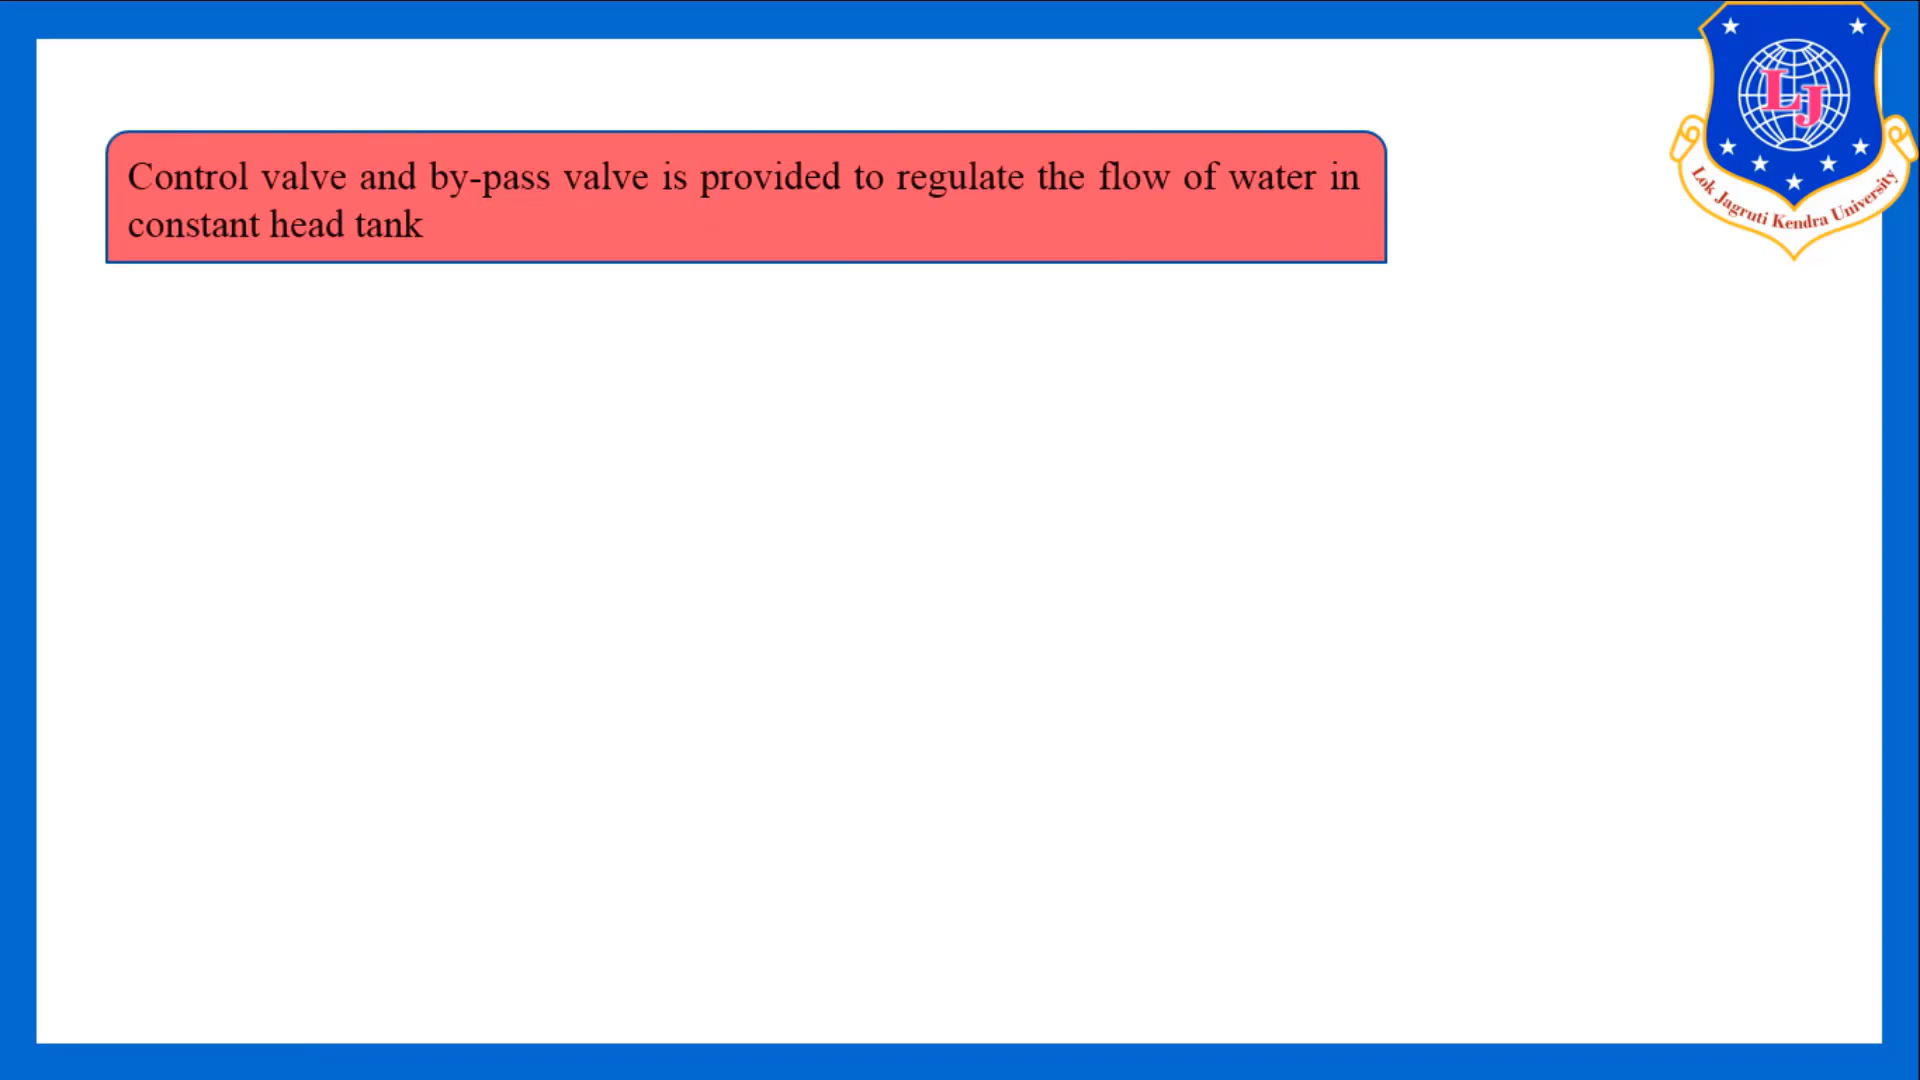 Control valve and by-pass valve is provided to regulate the flow of water in
constant head tank
LJ
Lok Jagruti Kendra University